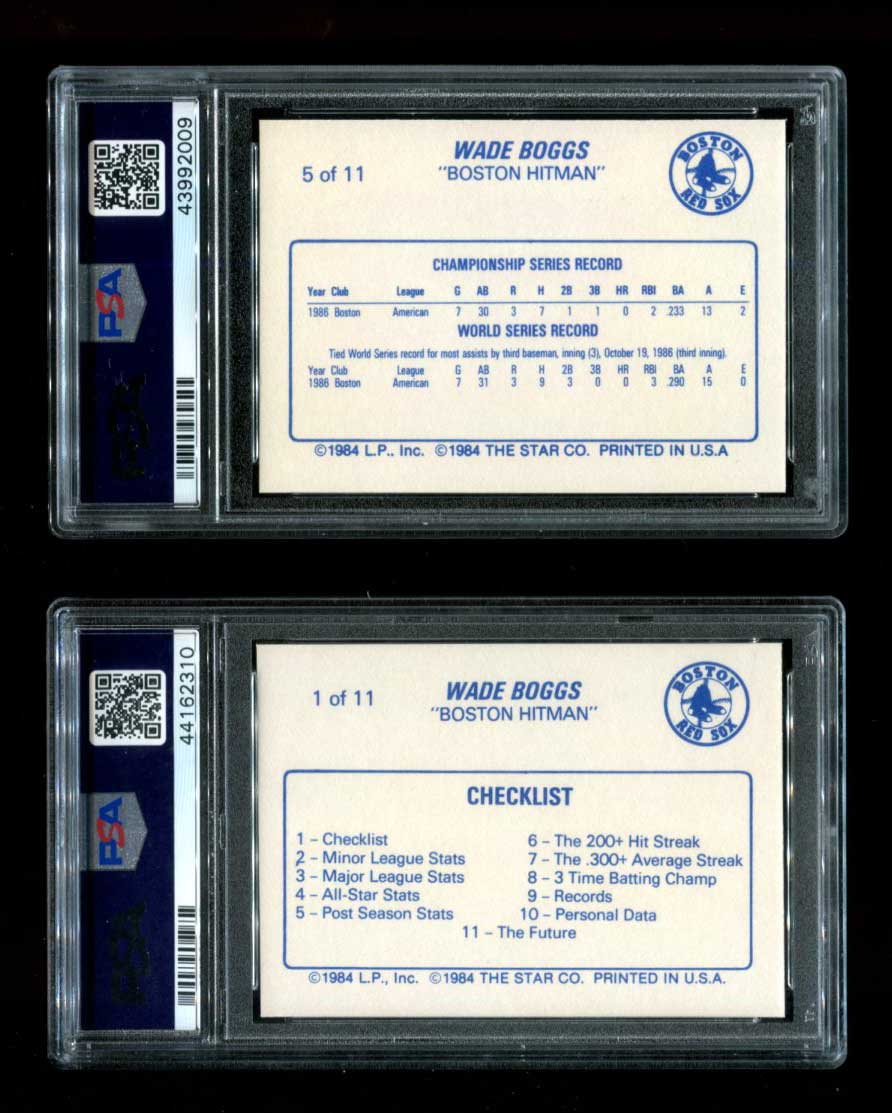 43992009
PSA
5 of 11
WADE BOGGS
"BOSTON HITMAN"
BOSTON
RED SOX
CHAMPIONSHIP SERIES RECORD
Year Club League G AB R H 2B 3B HR RBI BA A E
1986 Boston American 7 30 3 7 1 1 0 2 .233 13 2
WORLD SERIES RECORD
Tied World Series record for most assists by third baseman, inning (3), October 19, 1986 (third inning).
Year Club League G AB R H 2B 3B HR RBI BA A E
1986 Boston American 7 31 3 9 3 0 0 3 .290 15 0
©1984 L.P., Inc. ©1984 THE STAR CO. PRINTED IN U.S.A
44162310
PSA
1 of 11
WADE BOGGS
"BOSTON HITMAN"
BOSTON
RED SOX
CHECKLIST
1 – Checklist
2 – Minor League Stats
3 – Major League Stats
4 – All-Star Stats
5 – Post Season Stats
6 – The 200+ Hit Streak
7 – The .300+ Average Streak
8 – 3 Time Batting Champ
9 – Records
10 – Personal Data
11 – The Future
©1984 L.P., Inc. ©1984 THE STAR CO. PRINTED IN U.S.A.